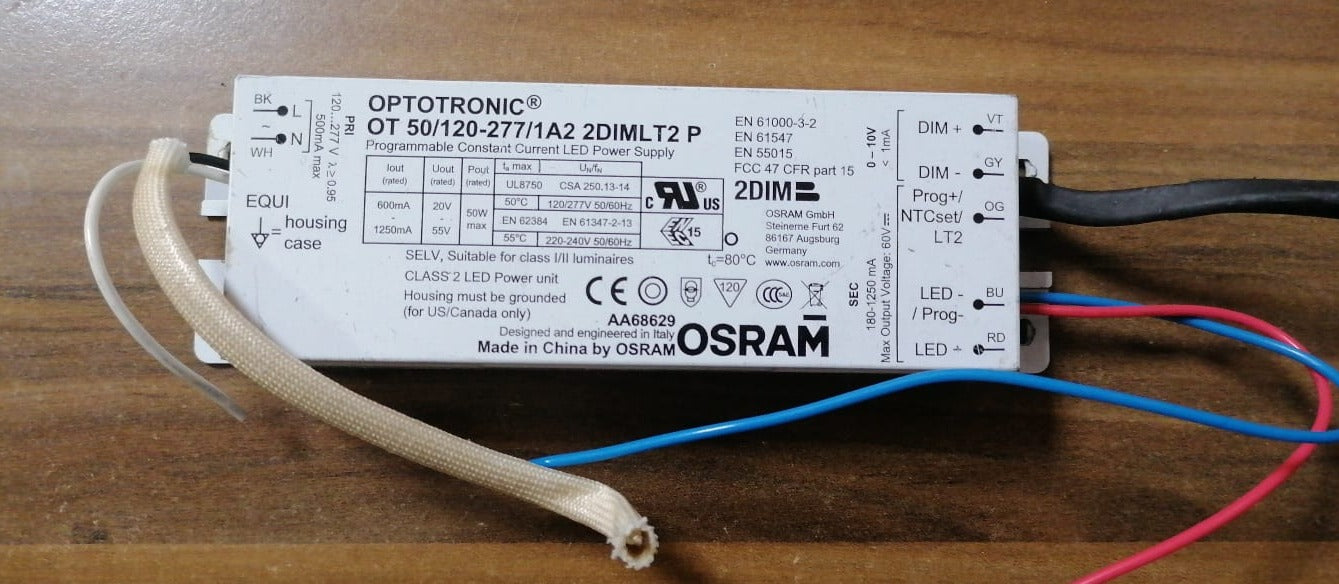 BK
L
~
N
WH
PRI
120...277 V λ ≥ 0.95
500mA max
EQUI
= housing
case
OPTOTRONIC®
OT 50/120-277/1A2 2DIMLT2 P
Programmable Constant Current LED Power Supply
Iout
(rated)
Uout
(rated)
Pout
(rated)
ta max
UN/fN
UL8750
CSA 250.13-14
50°C
120/277V 50/60Hz
600mA
-
1250mA
20V
-
55V
50W
max
EN 62384
EN 61347-2-13
55°C
220-240V 50/60Hz
SELV, Suitable for class I/II luminaires
CLASS 2 LED Power unit
Housing must be grounded
(for US/Canada only)
C UR® US
15
EN 61000-3-2
EN 61547
EN 55015
FCC 47 CFR part 15
2DIM
OSRAM GmbH
Steinerne Furt 62
86167 Augsburg
Germany
www.osram.com
tc=80°C
CE
120
CCC
AA68629
Designed and engineered in Italy
Made in China by OSRAM
OSRAM
0 – 10V
< 1mA
SEC
180-1250 mA
Max Output Voltage: 60V
DIM +
VT
DIM -
GY
Prog+/
NTCset/
LT2
OG
LED -
/ Prog-
BU
LED +
RD